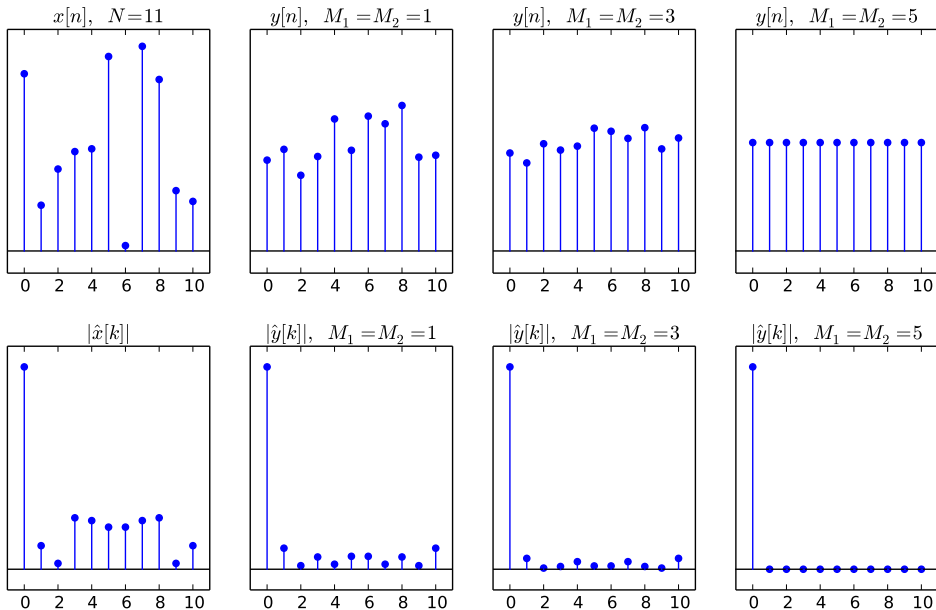 x[n], N=11
y[n], M₁=M₂=1
y[n], M₁=M₂=3
y[n], M₁=M₂=5
0 2 4 6 8 10
0 2 4 6 8 10
0 2 4 6 8 10
0 2 4 6 8 10
|x̂[k]|
|ŷ[k]|, M₁=M₂=1
|ŷ[k]|, M₁=M₂=3
|ŷ[k]|, M₁=M₂=5
0 2 4 6 8 10
0 2 4 6 8 10
0 2 4 6 8 10
0 2 4 6 8 10